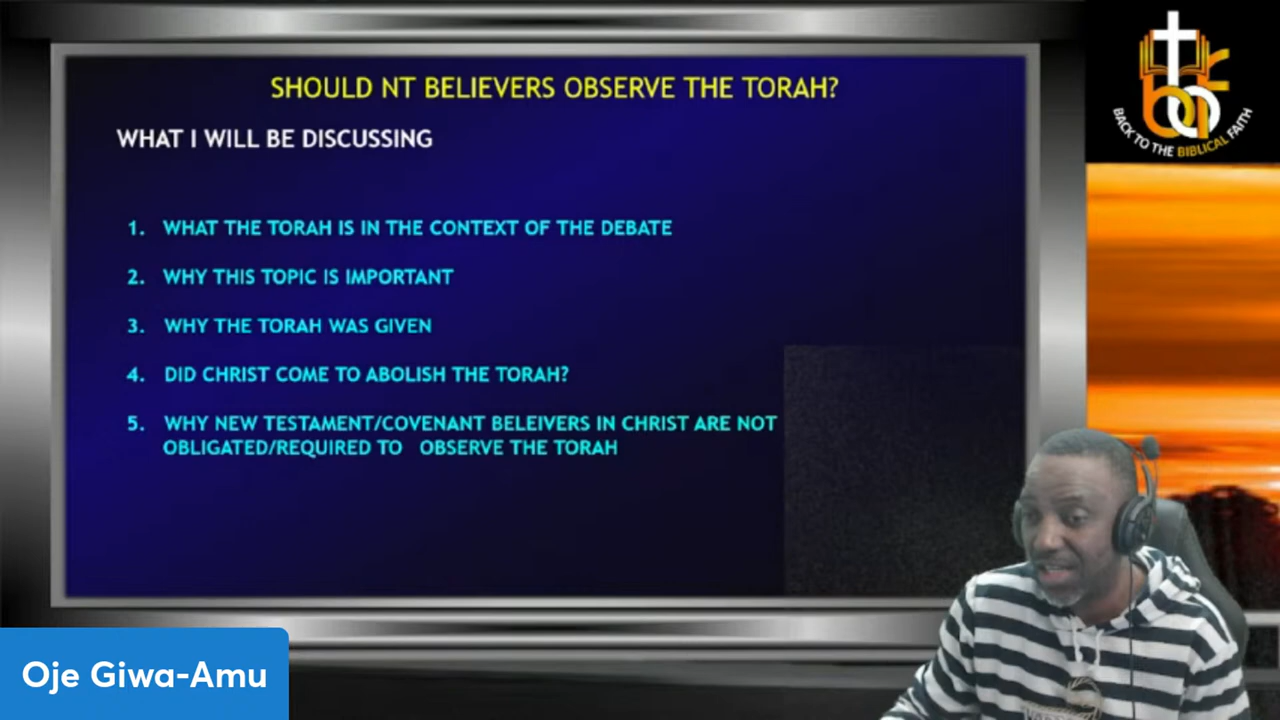 SHOULD NT BELIEVERS OBSERVE THE TORAH?
WHAT I WILL BE DISCUSSING
1. WHAT THE TORAH IS IN THE CONTEXT OF THE DEBATE
2. WHY THIS TOPIC IS IMPORTANT
3. WHY THE TORAH WAS GIVEN
4. DID CHRIST COME TO ABOLISH THE TORAH?
5. WHY NEW TESTAMENT/COVENANT BELEIVERS IN CHRIST ARE NOT
OBLIGATED/REQUIRED TO OBSERVE THE TORAH
BACK TO THE BIBLICAL FAITH
Oje Giwa-Amu